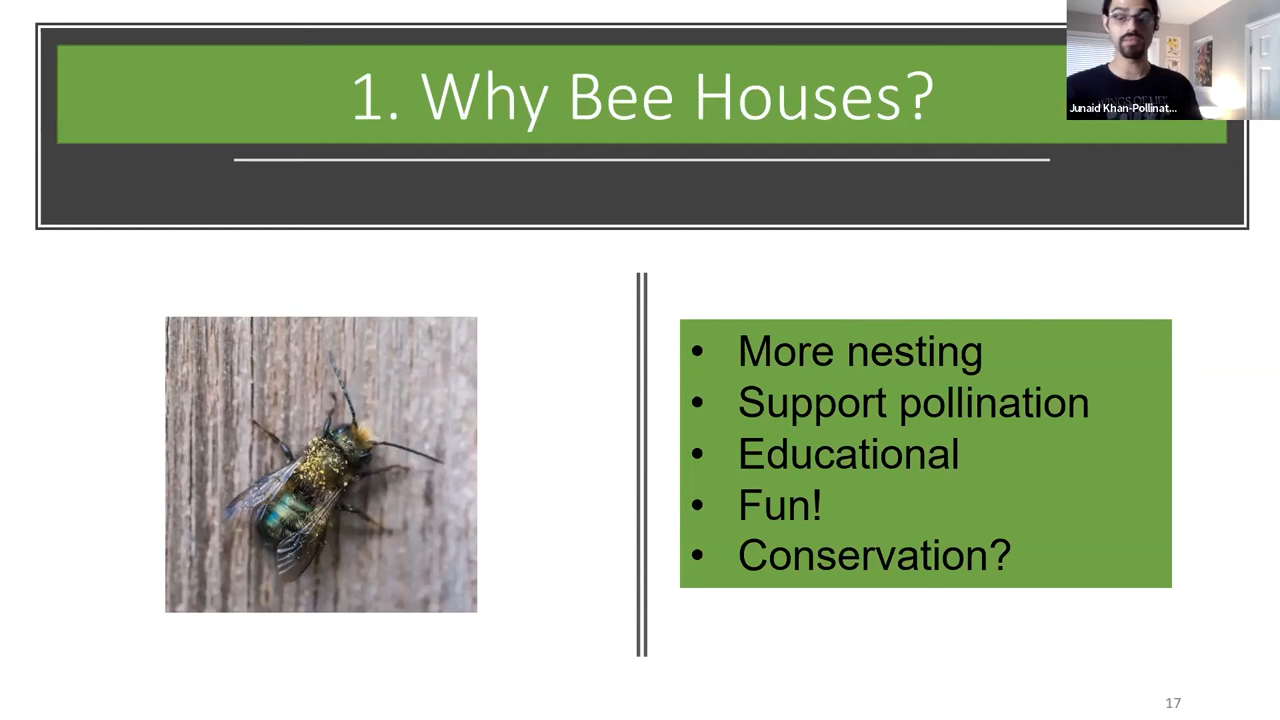 1. Why Bee Houses?
Junaid Khan-Pollinat...
• More nesting
• Support pollination
• Educational
• Fun!
• Conservation?
17